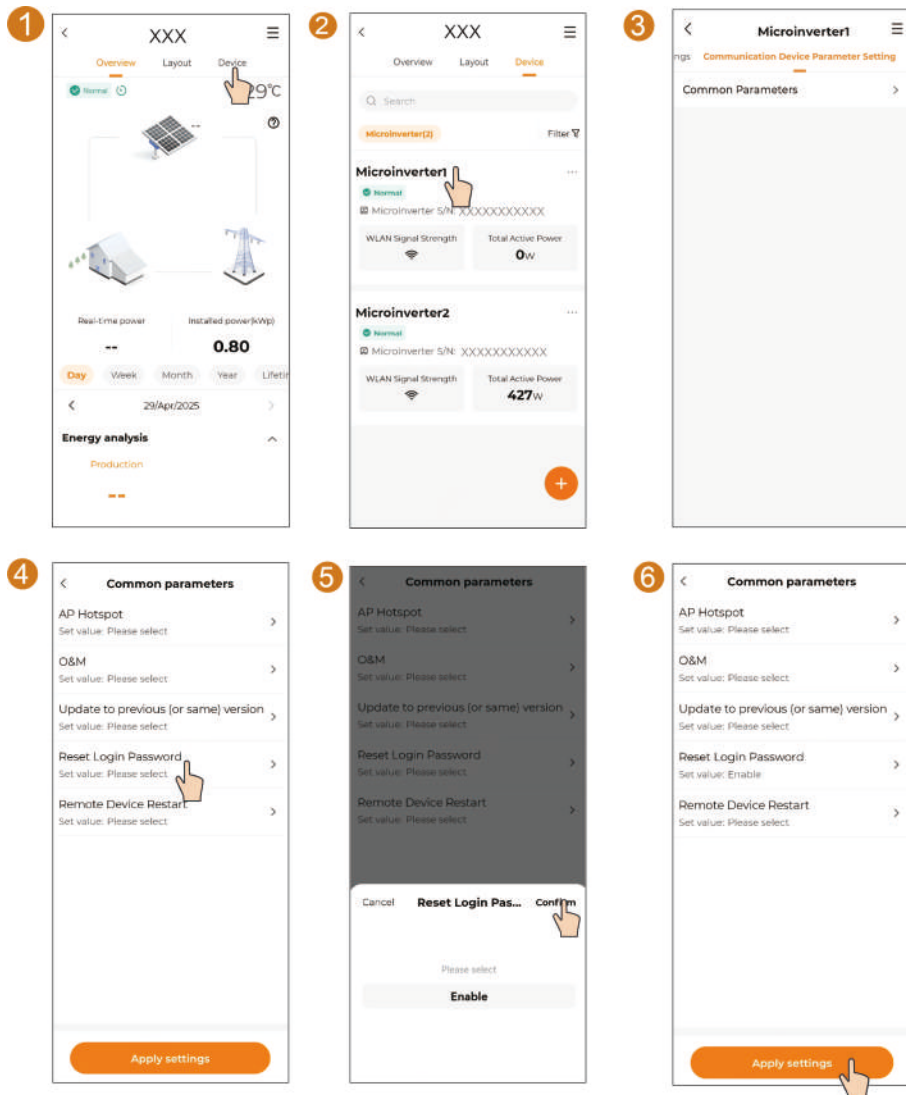 1
XXX
Overview Layout Device
Normal 29°C
--
Real-time power Installed power(kWp)
-- 0.80
Day Week Month Year Lifetim
29/Apr/2025
Energy analysis
Production
--
2
XXX
Overview Layout Device
Search
Microinverter(2) Filter
Microinverter1
Normal
Microinverter S/N: XXXXXXXXXXX
WLAN Signal Strength Total Active Power
0W
Microinverter2
Normal
Microinverter S/N: XXXXXXXXXXX
WLAN Signal Strength Total Active Power
427W
+
3
Microinverter1
ngs Communication Device Parameter Setting
Common Parameters
4
Common parameters
AP Hotspot
Set value: Please select
O&M
Set value: Please select
Update to previous (or same) version
Set value: Please select
Reset Login Password
Set value: Please select
Remote Device Restart
Set value: Please select
Apply settings
5
Common parameters
AP Hotspot
Set value: Please select
O&M
Set value: Please select
Update to previous (or same) version
Set value: Please select
Reset Login Password
Set value: Please select
Remote Device Restart
Set value: Please select
Cancel Reset Login Pas... Confirm
Please select
Enable
6
Common parameters
AP Hotspot
Set value: Please select
O&M
Set value: Please select
Update to previous (or same) version
Set value: Please select
Reset Login Password
Set value: Enable
Remote Device Restart
Set value: Please select
Apply settings